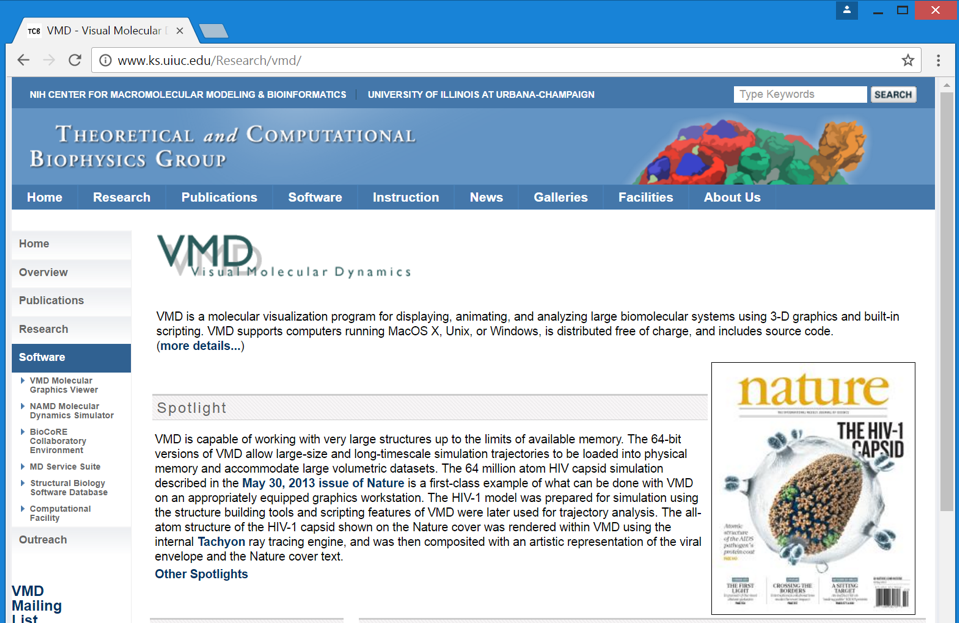 TCB VMD - Visual Molecular
www.ks.uiuc.edu/Research/vmd/
NIH CENTER FOR MACROMOLECULAR MODELING & BIOINFORMATICS
UNIVERSITY OF ILLINOIS AT URBANA-CHAMPAIGN
Type Keywords
SEARCH
THEORETICAL and COMPUTATIONAL
BIOPHYSICS GROUP
Home Research Publications Software Instruction News Galleries Facilities About Us
Home
Overview
Publications
Research
Software
VMD Molecular
Graphics Viewer
NAMD Molecular
Dynamics Simulator
BioCoRE
Collaboratory
Environment
MD Service Suite
Structural Biology
Software Database
Computational
Facility
Outreach
VMD
Mailing
List
VMD
Visual Molecular Dynamics
VMD is a molecular visualization program for displaying, animating, and analyzing large biomolecular systems using 3-D graphics and built-in
scripting. VMD supports computers running MacOS X, Unix, or Windows, is distributed free of charge, and includes source code.
(more details...)
Spotlight
VMD is capable of working with very large structures up to the limits of available memory. The 64-bit
versions of VMD allow large-size and long-timescale simulation trajectories to be loaded into physical
memory and accommodate large volumetric datasets. The 64 million atom HIV capsid simulation
described in the May 30, 2013 issue of Nature is a first-class example of what can be done with VMD
on an appropriately equipped graphics workstation. The HIV-1 model was prepared for simulation using
the structure building tools and scripting features of VMD were later used for trajectory analysis. The all-
atom structure of the HIV-1 capsid shown on the Nature cover was rendered within VMD using the
internal Tachyon ray tracing engine, and was then composited with an artistic representation of the viral
envelope and the Nature cover text.
Other Spotlights
nature
THE HIV-1
CAPSID
Atomic
structure of
the AIDS
pathogen's
protein coat
THE FIRST
LIGHT
CROSSING THE
BORDERS
A SITTING
TARGET